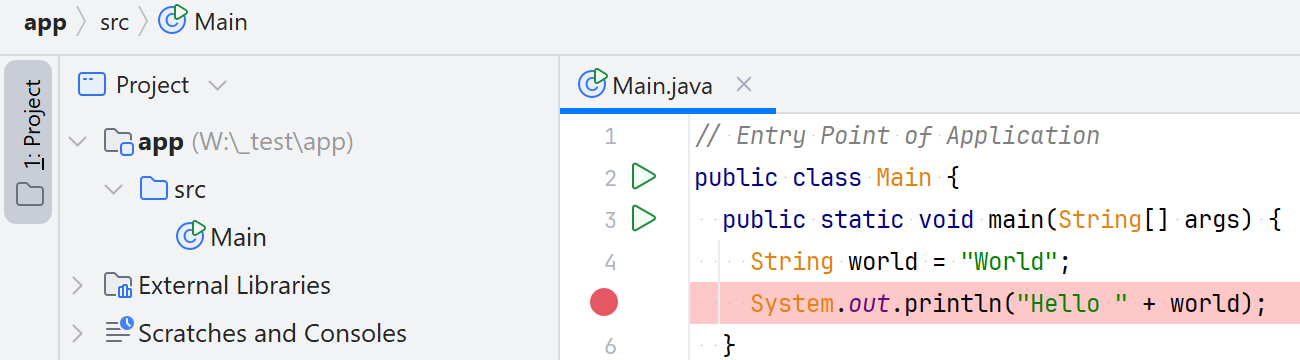 app src Main
1: Project
Project
app (W:\_test\app)
src
Main
External Libraries
Scratches and Consoles
Main.java
1 // Entry Point of Application
2 public class Main {
3 public static void main(String[] args) {
4 String world = "World";
System.out.println("Hello " + world);
6 }